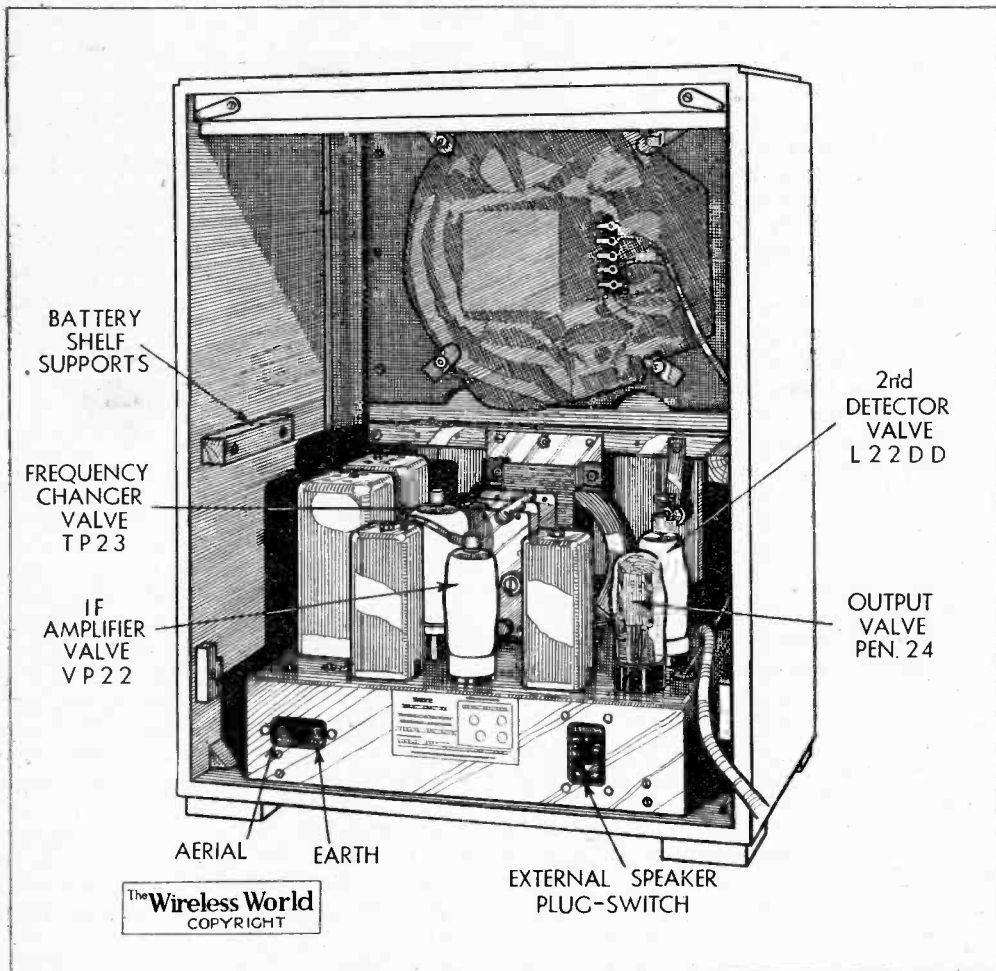 BATTERY
SHELF
SUPPORTS
FREQUENCY
CHANGER
VALVE
TP23
IF
AMPLIFIER
VALVE
VP22
2nd
DETECTOR
VALVE
L22DD
OUTPUT
VALVE
PEN.24
AERIAL
EARTH
EXTERNAL SPEAKER
PLUG-SWITCH
The Wireless World
COPYRIGHT